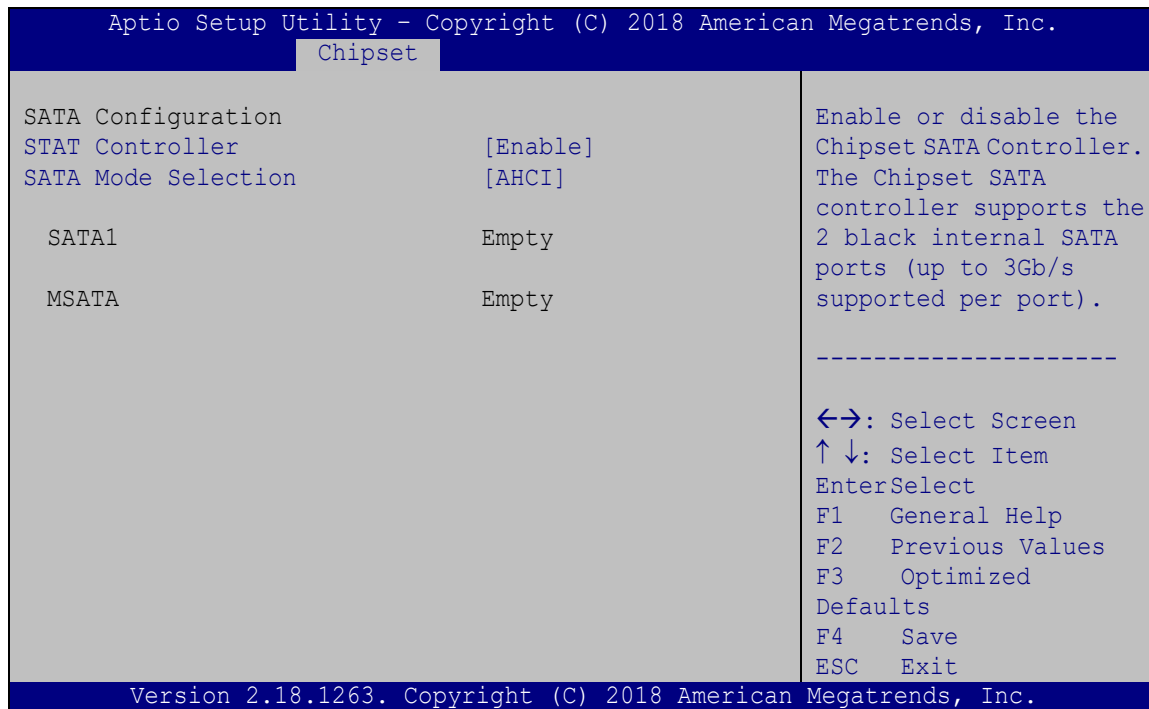 Aptio Setup Utility – Copyright (C) 2018 American Megatrends, Inc.
Chipset
SATA Configuration
STAT Controller [Enable]
SATA Mode Selection [AHCI]
SATA1 Empty
MSATA Empty
Enable or disable the
Chipset SATA Controller.
The Chipset SATA
controller supports the
2 black internal SATA
ports (up to 3Gb/s
supported per port).
---------------------
←→: Select Screen
↑ ↓: Select Item
EnterSelect
F1 General Help
F2 Previous Values
F3 Optimized
Defaults
F4 Save
ESC Exit
Version 2.18.1263. Copyright (C) 2018 American Megatrends, Inc.